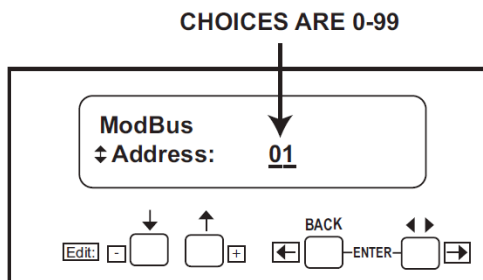 CHOICES ARE 0-99
ModBus
↕ Address: 01
BACK
Edit: - + ENTER